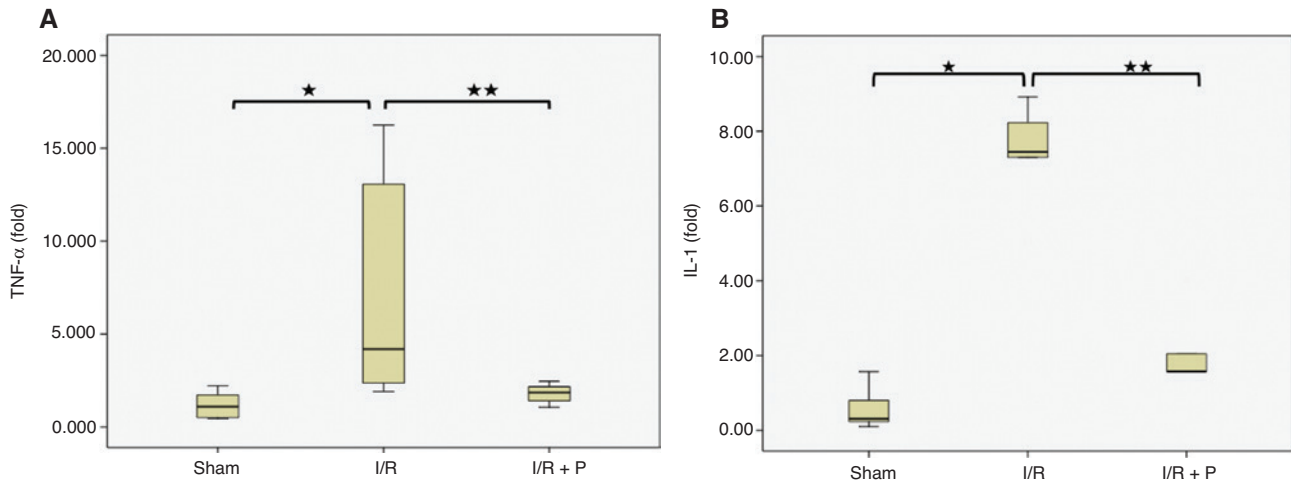 A
20.000
15.000
10.000
5.000
0.000
TNF-α (fold)
★
★★
Sham I/R I/R + P
B
10.00
8.00
6.00
4.00
2.00
0.00
IL-1 (fold)
★
★★
Sham I/R I/R + P